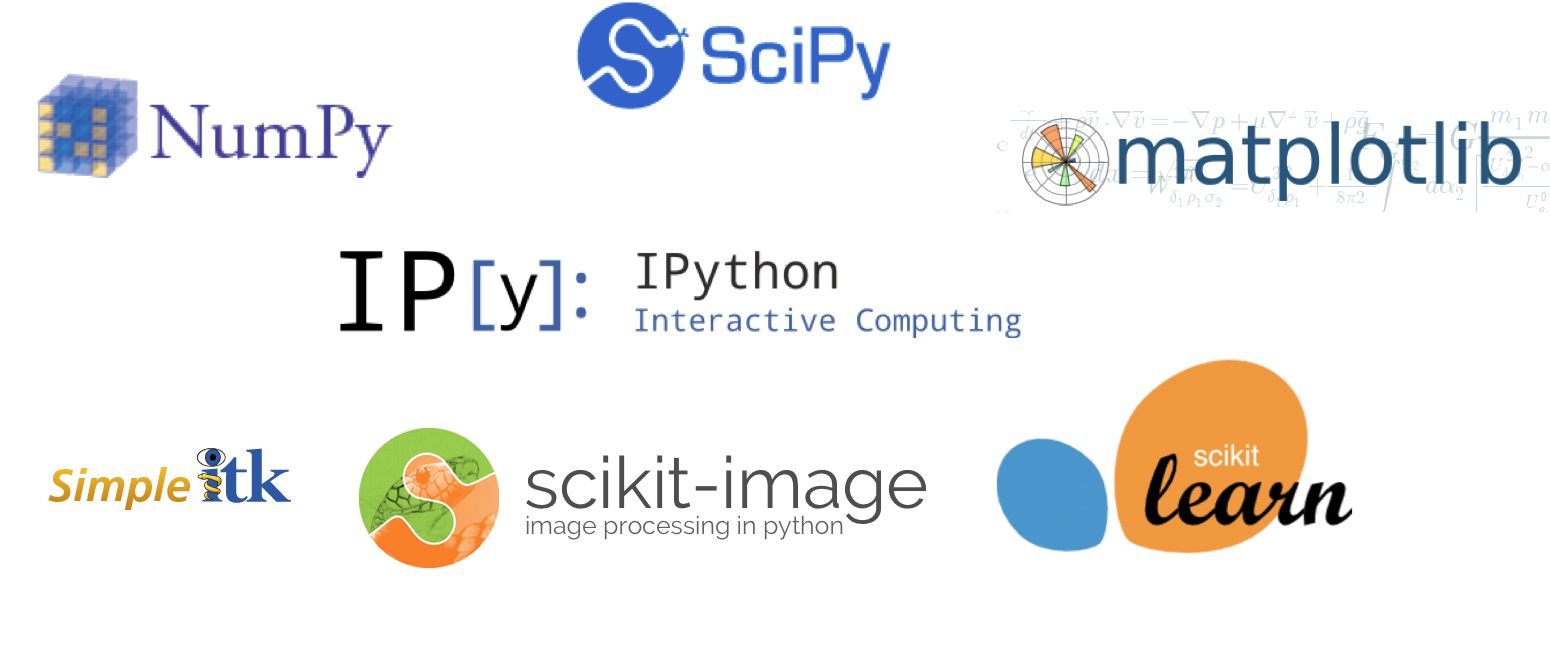 SciPy
NumPy
matplotlib
IP[y]:
IPython
Interactive Computing
Simple itk
scikit-image
image processing in python
scikit
learn